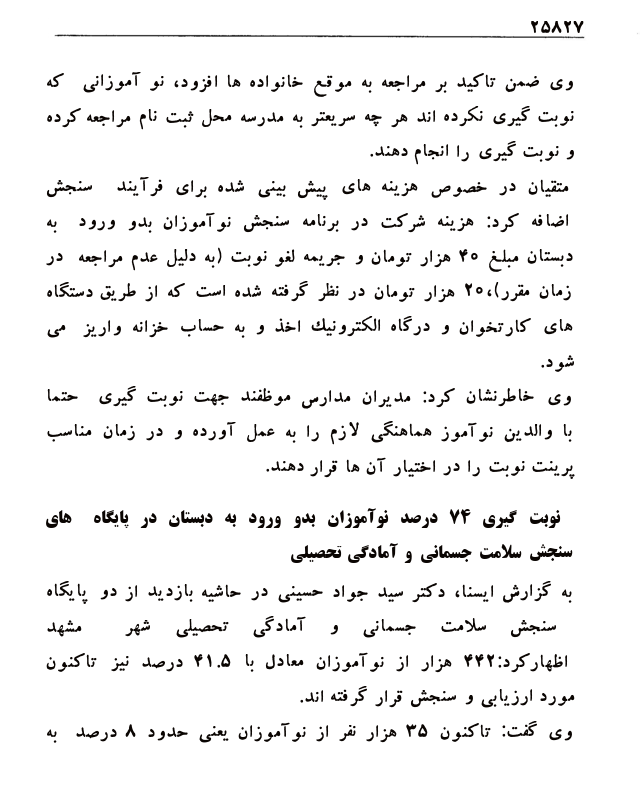 ۲۵۸۲۷
وی ضمن تاکید بر مراجعه به موقع خانواده ها افزود، نو آموزانی که
نوبت گیری نکرده اند هر چه سریعتر به مدرسه محل ثبت نام مراجعه کرده
و نوبت گیری را انجام دهند.
متقیان در خصوص هزینه های پیش بینی شده برای فرآیند سنجش
اضافه کرد: هزینه شرکت در برنامه سنجش نوآموزان بدو ورود به
دبستان مبلغ ۴۰ هزار تومان و جریمه لغو نوبت (به دلیل عدم مراجعه در
زمان مقرر)،۲۰ هزار تومان در نظر گرفته شده است که از طریق دستگاه
های کارتخوان و درگاه الکترونیك اخذ و به حساب خزانه واریز می
شود.
وی خاطرنشان کرد: مدیران مدارس موظفند جهت نوبت گیری حتما
با والدین نوآموز هماهنگی لازم را به عمل آورده و در زمان مناسب
پرینت نوبت را در اختیار آن ها قرار دهند.
نوبت گیری ۷۴ درصد نوآموزان بدو ورود به دبستان در پایگاه های
سنجش سلامت جسمانی و آمادگی تحصیلی
به گزارش ایسنا، دکتر سید جواد حسینی در حاشیه بازدید از دو پایگاه
سنجش سلامت جسمانی و آمادگی تحصیلی شهر مشهد
اظهارکرد:۴۴۲ هزار از نوآموزان معادل با ۴۱.۵ درصد نیز تاکنون
مورد ارزیابی و سنجش قرار گرفته اند.
وی گفت: تاکنون ۳۵ هزار نفر از نوآموزان یعنی حدود ۸ درصد به